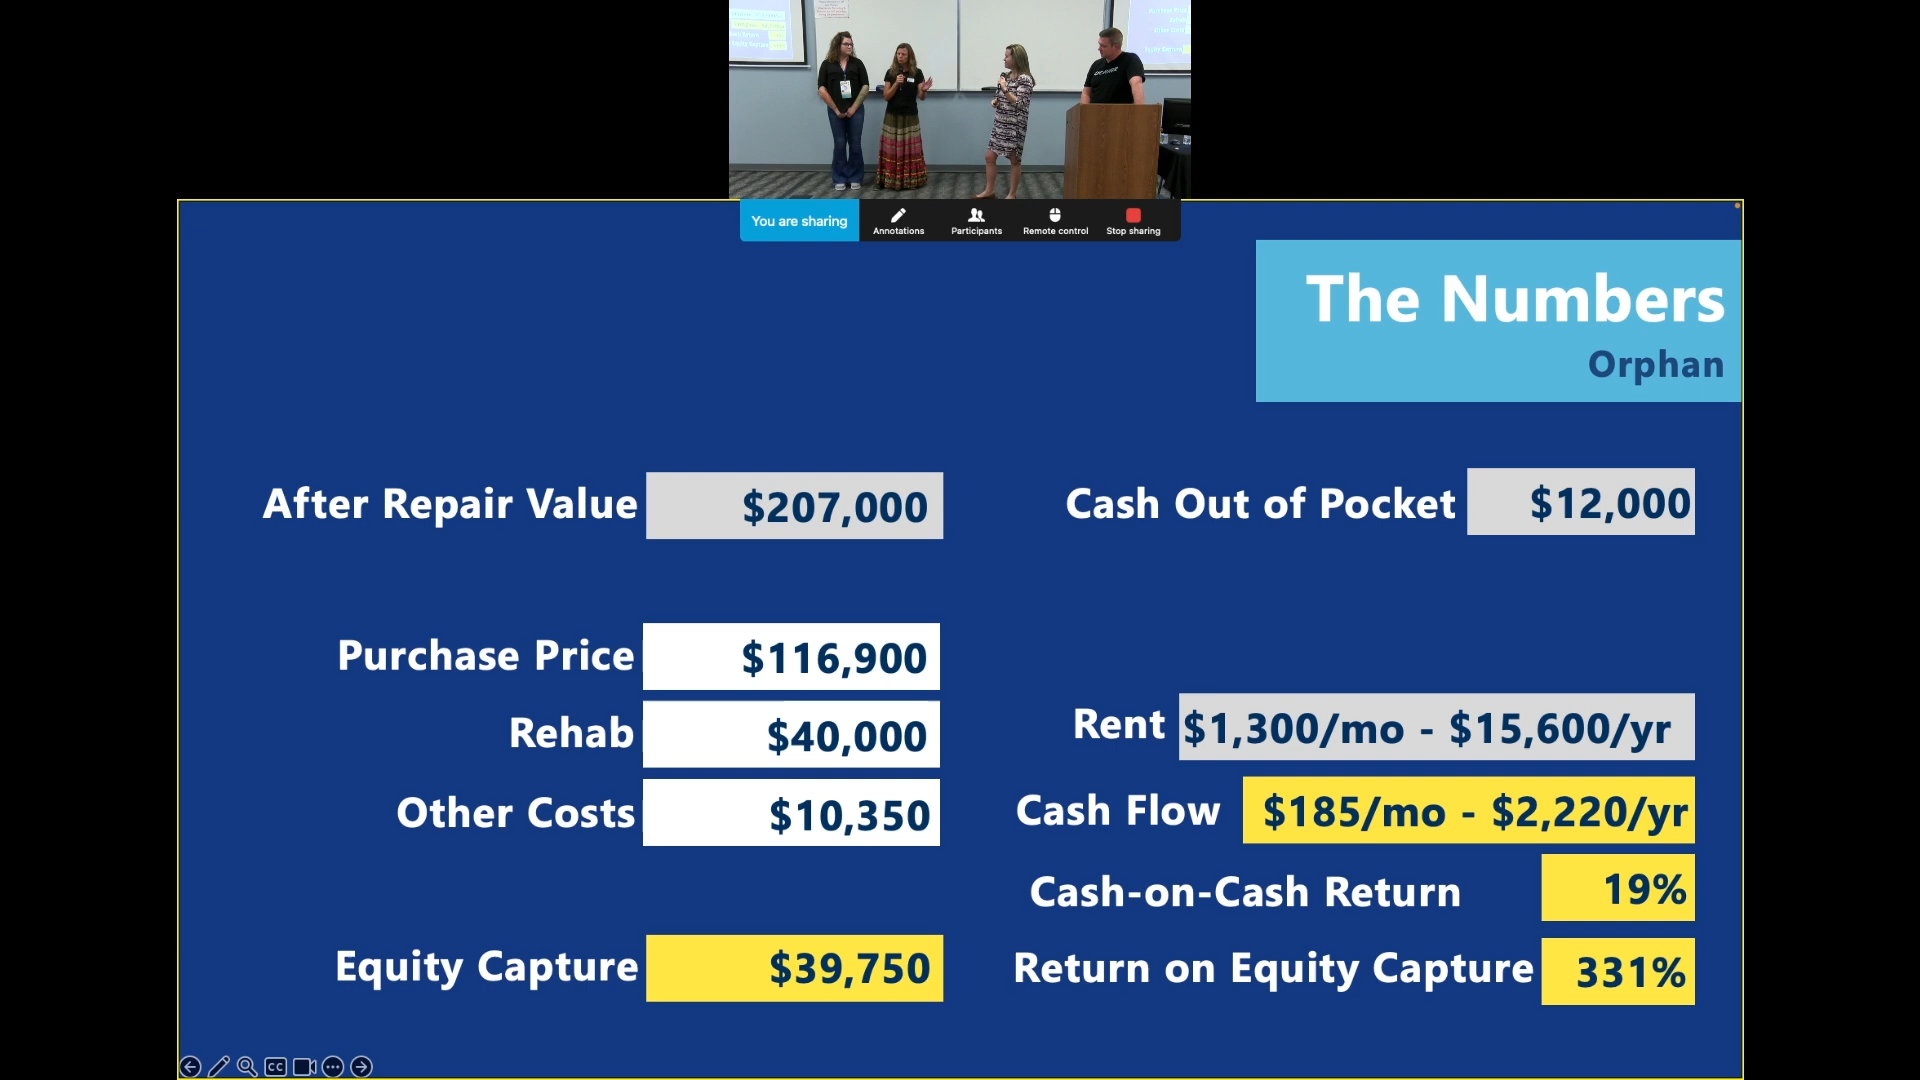 You are sharing
Annotations
Participants
Remote control
Stop sharing
The Numbers
Orphan
After Repair Value $207,000
Cash Out of Pocket $12,000
Purchase Price $116,900
Rehab $40,000
Rent $1,300/mo - $15,600/yr
Other Costs $10,350
Cash Flow $185/mo - $2,220/yr
Cash-on-Cash Return 19%
Equity Capture $39,750
Return on Equity Capture 331%
CC